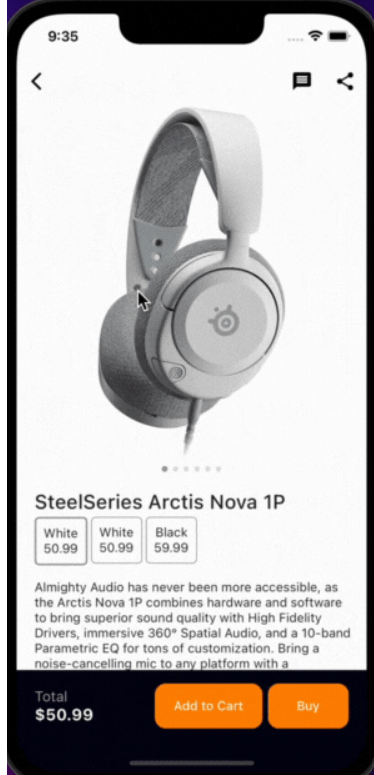 9:35
SteelSeries Arctis Nova 1P
White
50.99
White
50.99
Black
59.99
Almighty Audio has never been more accessible, as
the Arctis Nova 1P combines hardware and software
to bring superior sound quality with High Fidelity
Drivers, immersive 360° Spatial Audio, and a 10-band
Parametric EQ for tons of customization. Bring a
noise-cancelling mic to any platform with a
Total
$50.99
Add to Cart
Buy